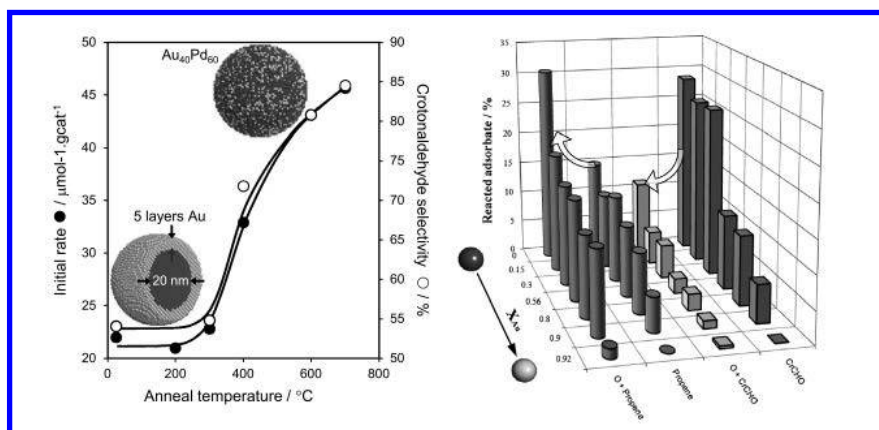 Au₄₀Pd₆₀
5 layers Au
20 nm
Initial rate ● / μmol-1.gcat⁻¹
50
45
40
35
30
25
20
Crotonaldehyde selectivity ○ / %
90
85
80
75
70
65
60
55
50
0 200 400 600 800
Anneal temperature / °C
Reacted adsorbate / %
35
30
25
20
15
10
5
0
0
0.15
0.3
0.56
0.8
0.9
0.92
X_Au
O + Propene
Propene
O + CrCHO
CrCHO